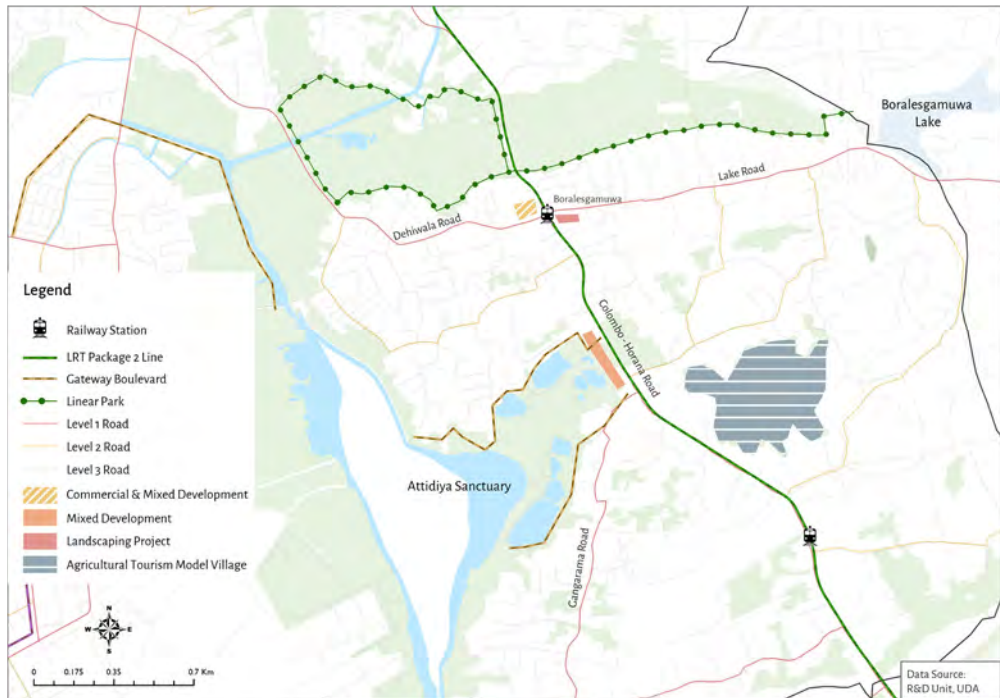 Boralesgamuwa
Lake
Lake Road
Boralesgamuwa
Dehiwala Road
Colombo - Horana Road
Attidiya Sanctuary
Gangarama Road
Legend
Railway Station
LRT Package 2 Line
Gateway Boulevard
Linear Park
Level 1 Road
Level 2 Road
Level 3 Road
Commercial & Mixed Development
Mixed Development
Landscaping Project
Agricultural Tourism Model Village
N
W E
S
0 0.175 0.35 0.7 Km
Data Source:
R&D Unit, UDA